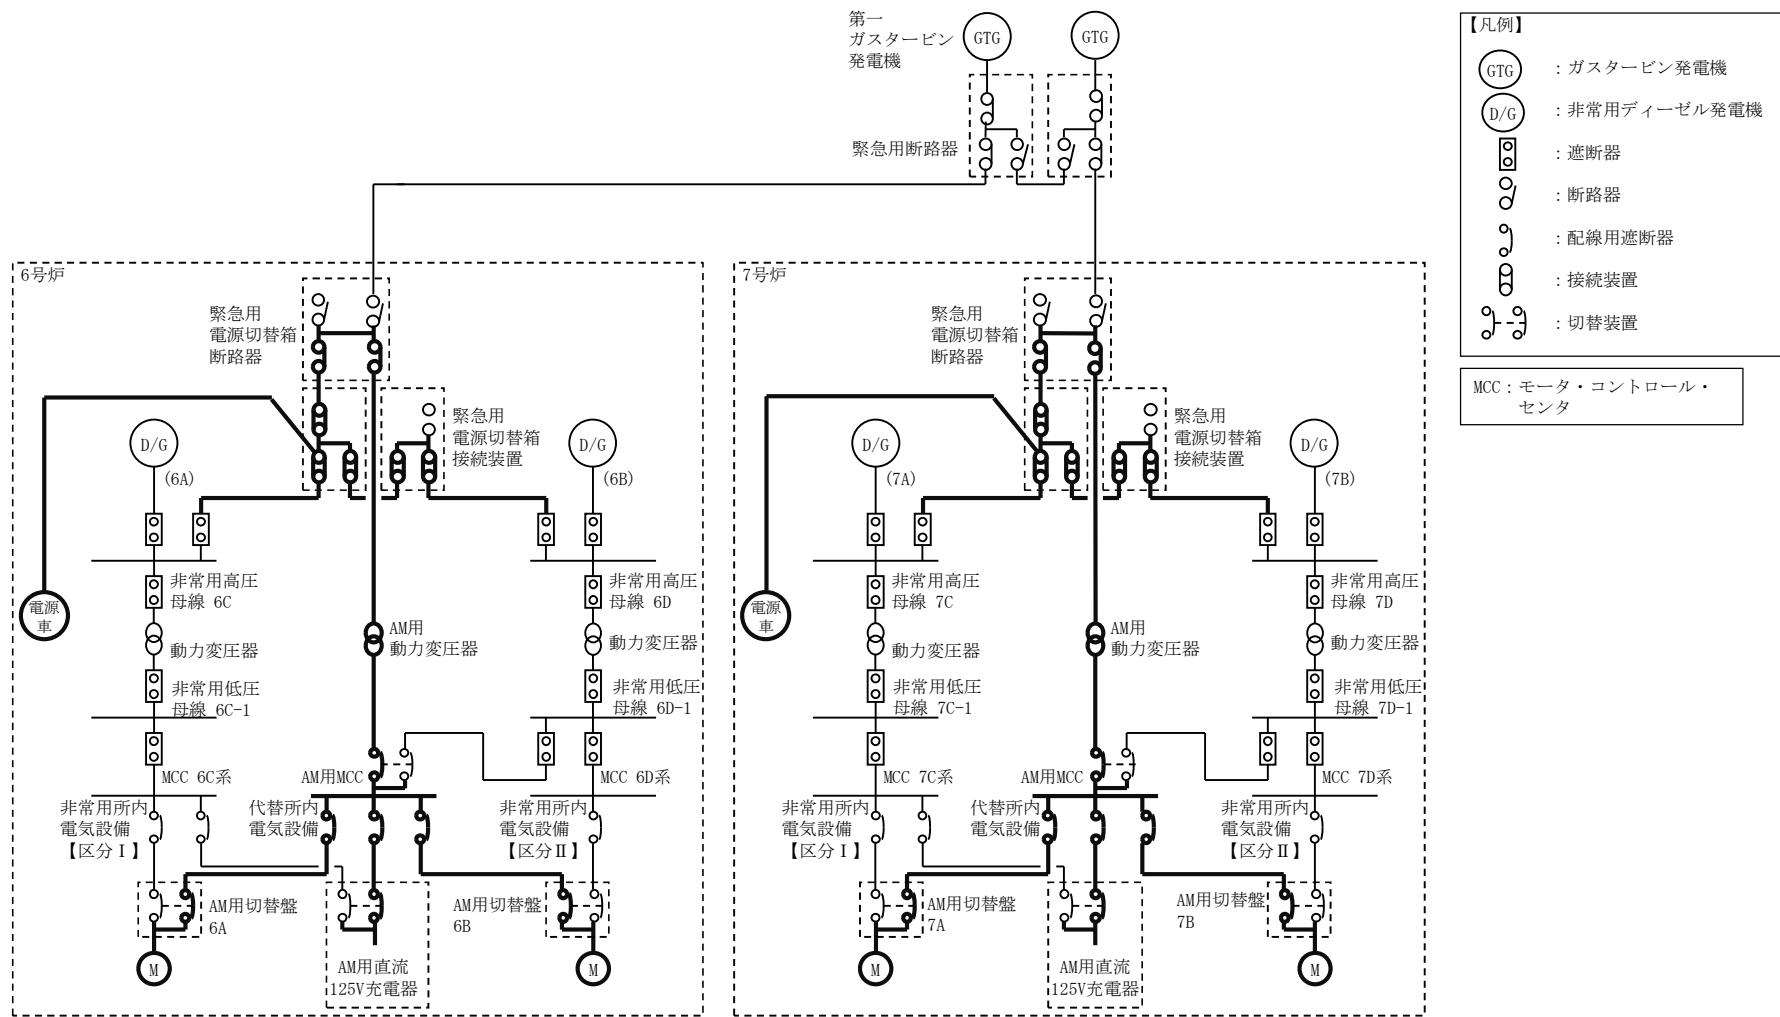 第一
ガスタービン
発電機
GTG
GTG
緊急用断路器
【凡例】
GTG
：ガスタービン発電機
D/G
：非常用ディーゼル発電機
：遮断器
：断路器
：配線用遮断器
：接続装置
：切替装置
MCC：モータ・コントロール・
センタ
6号炉
緊急用
電源切替箱
断路器
緊急用
電源切替箱
接続装置
D/G
(6A)
D/G
(6B)
電源
車
非常用高圧
母線 6C
動力変圧器
非常用低圧
母線 6C-1
AM用
動力変圧器
非常用高圧
母線 6D
動力変圧器
非常用低圧
母線 6D-1
MCC 6C系
AM用MCC
MCC 6D系
非常用所内
電気設備
【区分Ⅰ】
代替所内
電気設備
非常用所内
電気設備
【区分Ⅱ】
AM用切替盤
6A
AM用切替盤
6B
M
AM用直流
125V充電器
M
7号炉
緊急用
電源切替箱
断路器
緊急用
電源切替箱
接続装置
D/G
(7A)
D/G
(7B)
電源
車
非常用高圧
母線 7C
動力変圧器
非常用低圧
母線 7C-1
AM用
動力変圧器
非常用高圧
母線 7D
動力変圧器
非常用低圧
母線 7D-1
MCC 7C系
AM用MCC
MCC 7D系
非常用所内
電気設備
【区分Ⅰ】
代替所内
電気設備
非常用所内
電気設備
【区分Ⅱ】
AM用切替盤
7A
AM用切替盤
7B
M
AM用直流
125V充電器
M